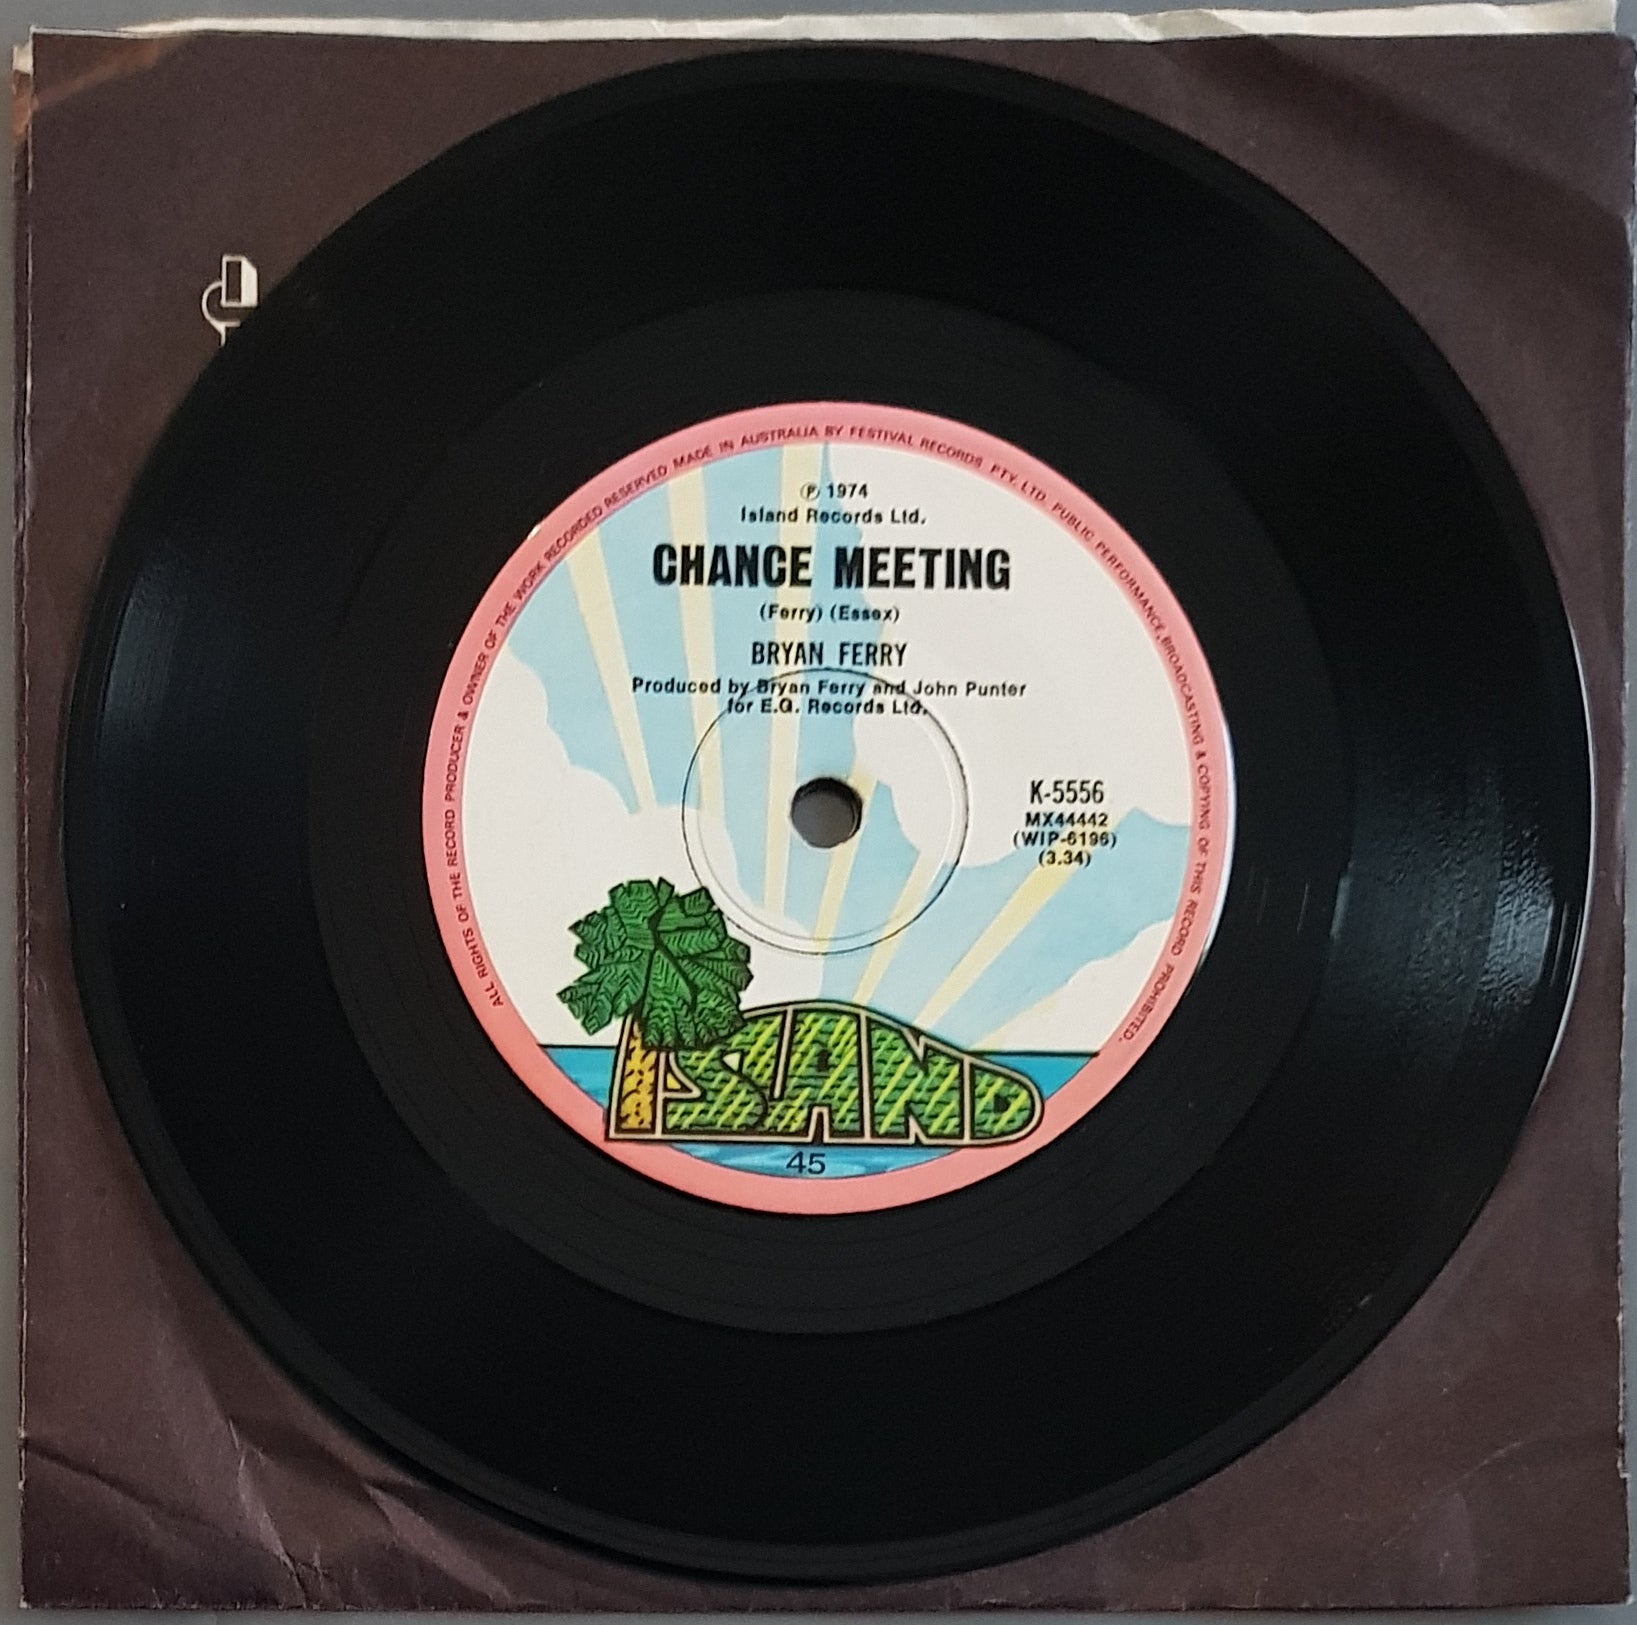 ALL RIGHTS OF THE RECORD PRODUCER & OWNER OF THE WORK RECORDED RESERVED MADE IN AUSTRALIA BY FESTIVAL RECORDS PTY. LTD. PUBLIC PERFORMANCE, BROADCASTING & COPYING OF THIS RECORD PROHIBITED.
℗ 1974
Island Records Ltd.
CHANCE MEETING
(Ferry) (Essex)
BRYAN FERRY
Produced by Bryan Ferry and John Punter
for E.G. Records Ltd.
K-5556
MX44442
(WIP-6196)
(3.34)
ISLAND
45